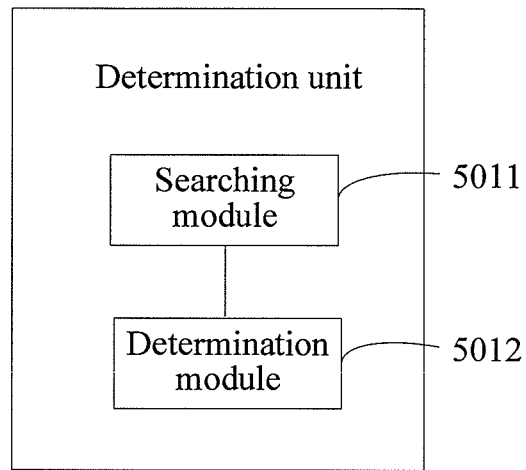 Determination unit
Searching
module
5011
Determination
module
5012